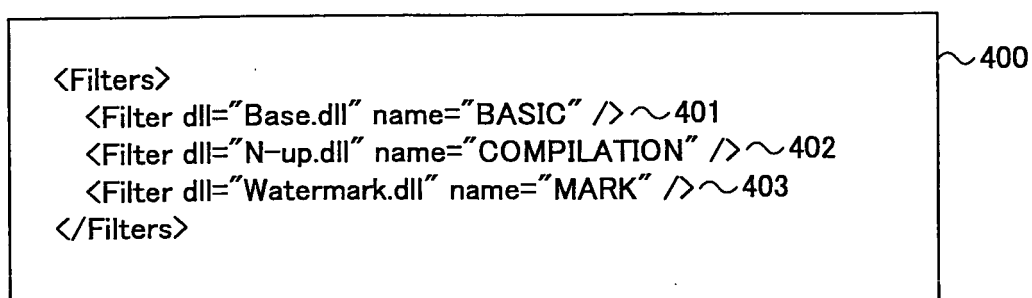 ~400
<Filters>
<Filter dll="Base.dll" name="BASIC" />~401
<Filter dll="N-up.dll" name="COMPILATION" />~402
<Filter dll="Watermark.dll" name="MARK" />~403
</Filters>